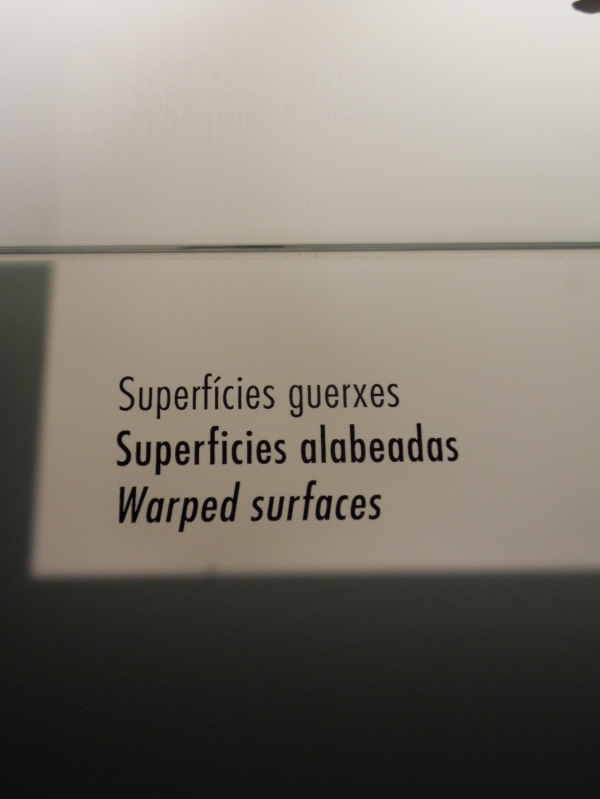 Superfícies guerxes
Superficies alabeadas
Warped surfaces